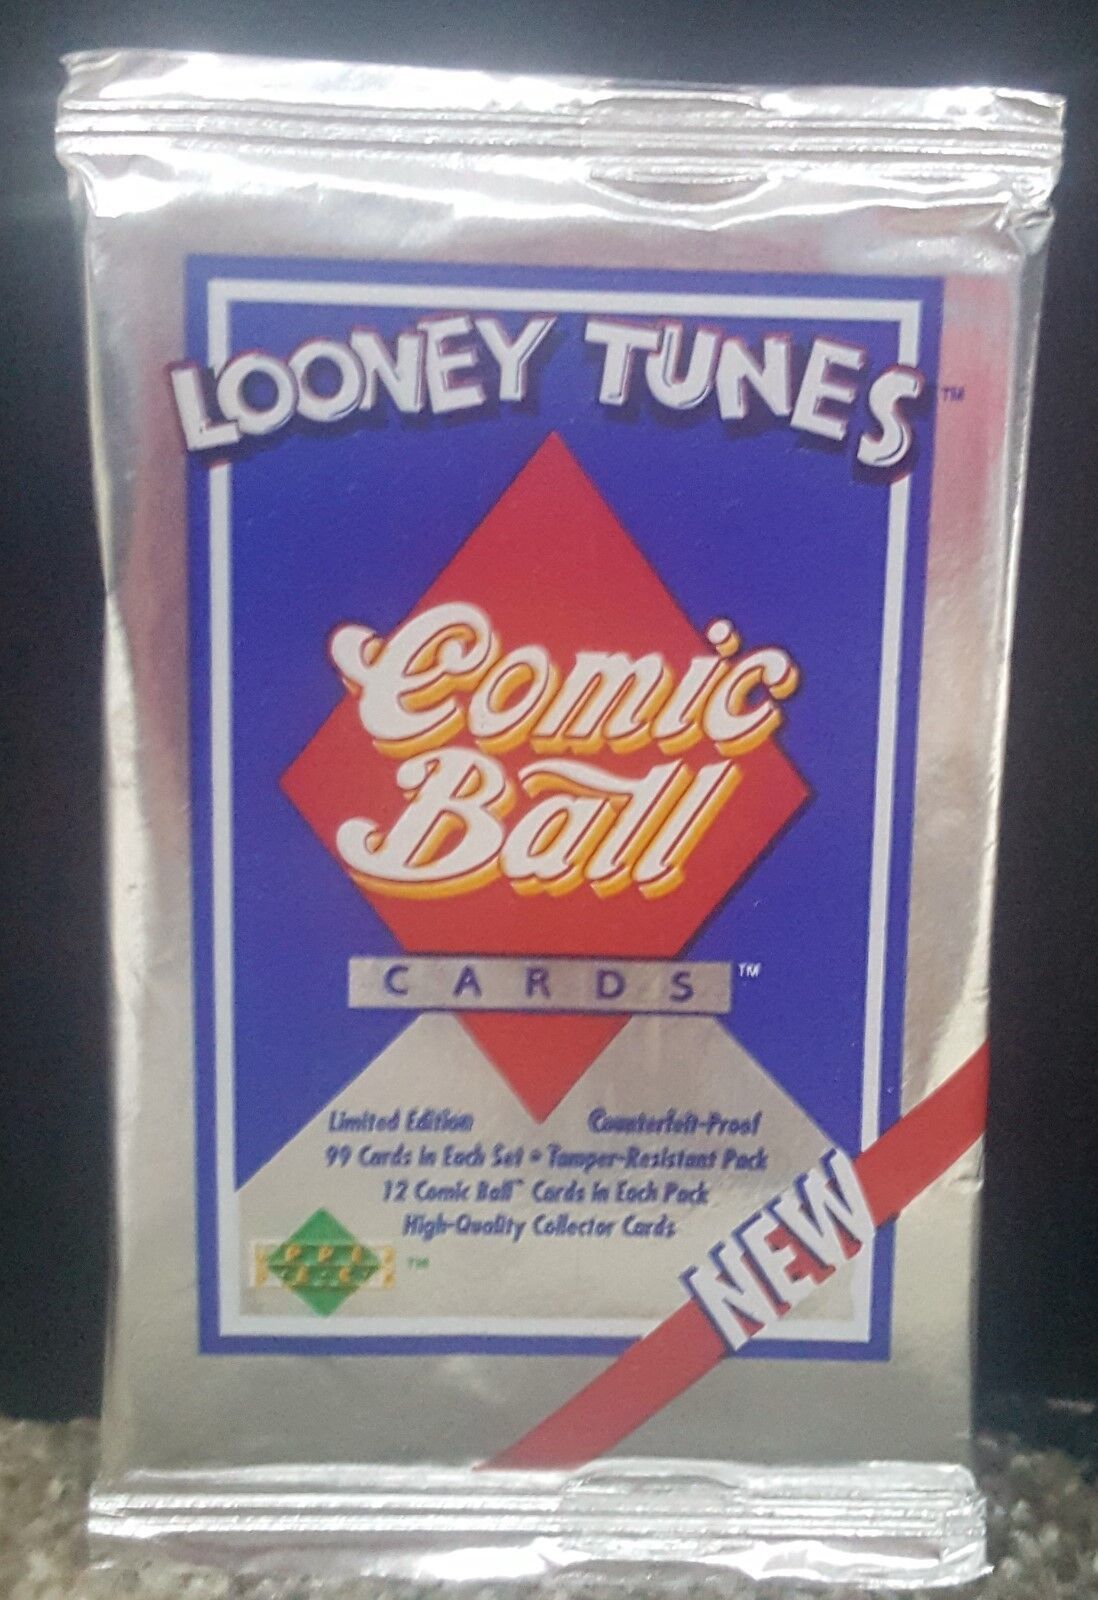 LOONEY TUNES™
Comic
Ball
CARDS™
Limited Edition Counterfeit-Proof
99 Cards in Each Set • Tamper-Resistant Pack
12 Comic Ball™ Cards in Each Pack
High-Quality Collector Cards
™
NEW